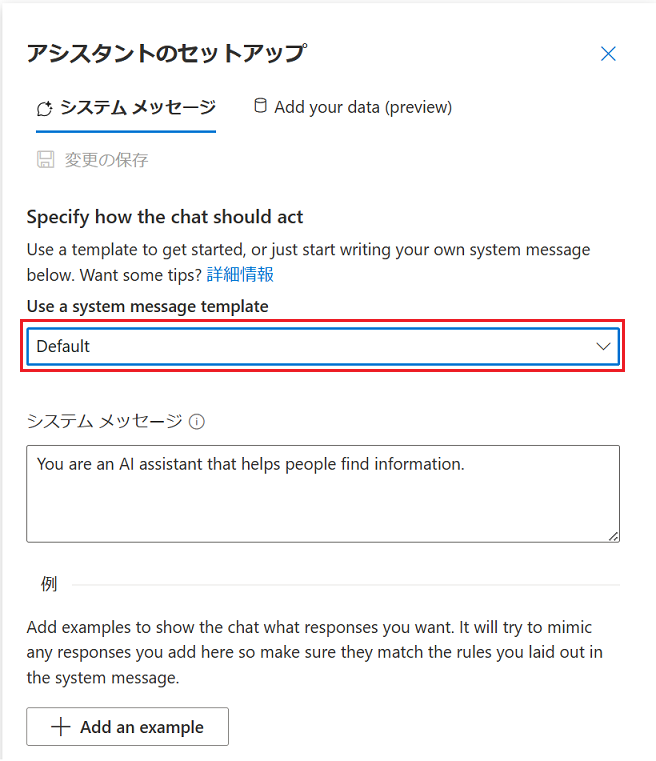 アシスタントのセットアップ
システム メッセージ
Add your data (preview)
変更の保存
Specify how the chat should act
Use a template to get started, or just start writing your own system message
below. Want some tips? 詳細情報
Use a system message template
Default
システム メッセージ
You are an AI assistant that helps people find information.
例
Add examples to show the chat what responses you want. It will try to mimic
any responses you add here so make sure they match the rules you laid out in
the system message.
Add an example